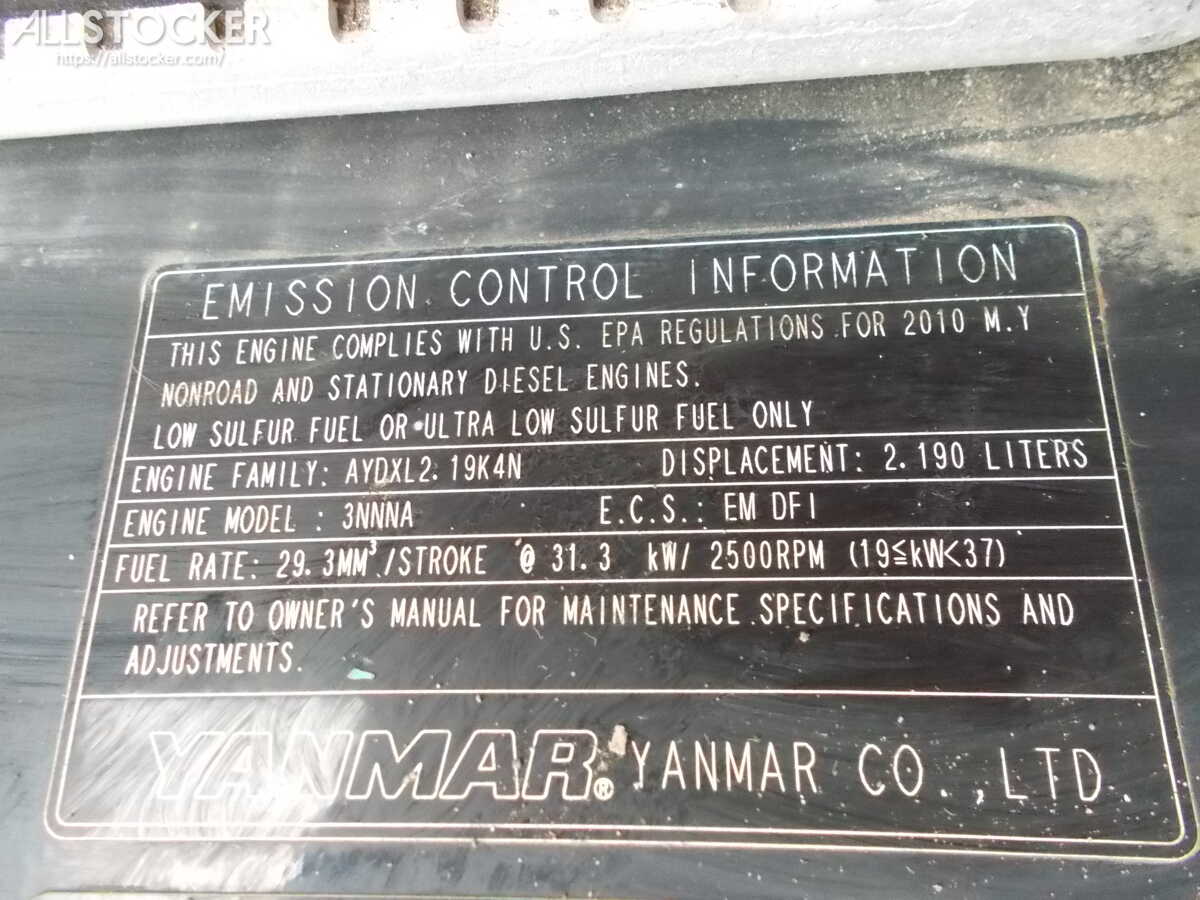 ALLSTOCKER
https://allstocker.com/
EMISSION CONTROL INFORMATION
THIS ENGINE COMPLIES WITH U.S. EPA REGULATIONS FOR 2010 M.Y
NONROAD AND STATIONARY DIESEL ENGINES.
LOW SULFUR FUEL OR ULTRA LOW SULFUR FUEL ONLY
ENGINE FAMILY: AYDXL2.19K4N DISPLACEMENT: 2.190 LITERS
ENGINE MODEL : 3NNNA E.C.S.: EM DFI
FUEL RATE: 29.3MM³/STROKE @ 31.3 kW/ 2500RPM (19≦kW<37)
REFER TO OWNER'S MANUAL FOR MAINTENANCE SPECIFICATIONS AND
ADJUSTMENTS.
YANMAR® YANMAR CO.,LTD